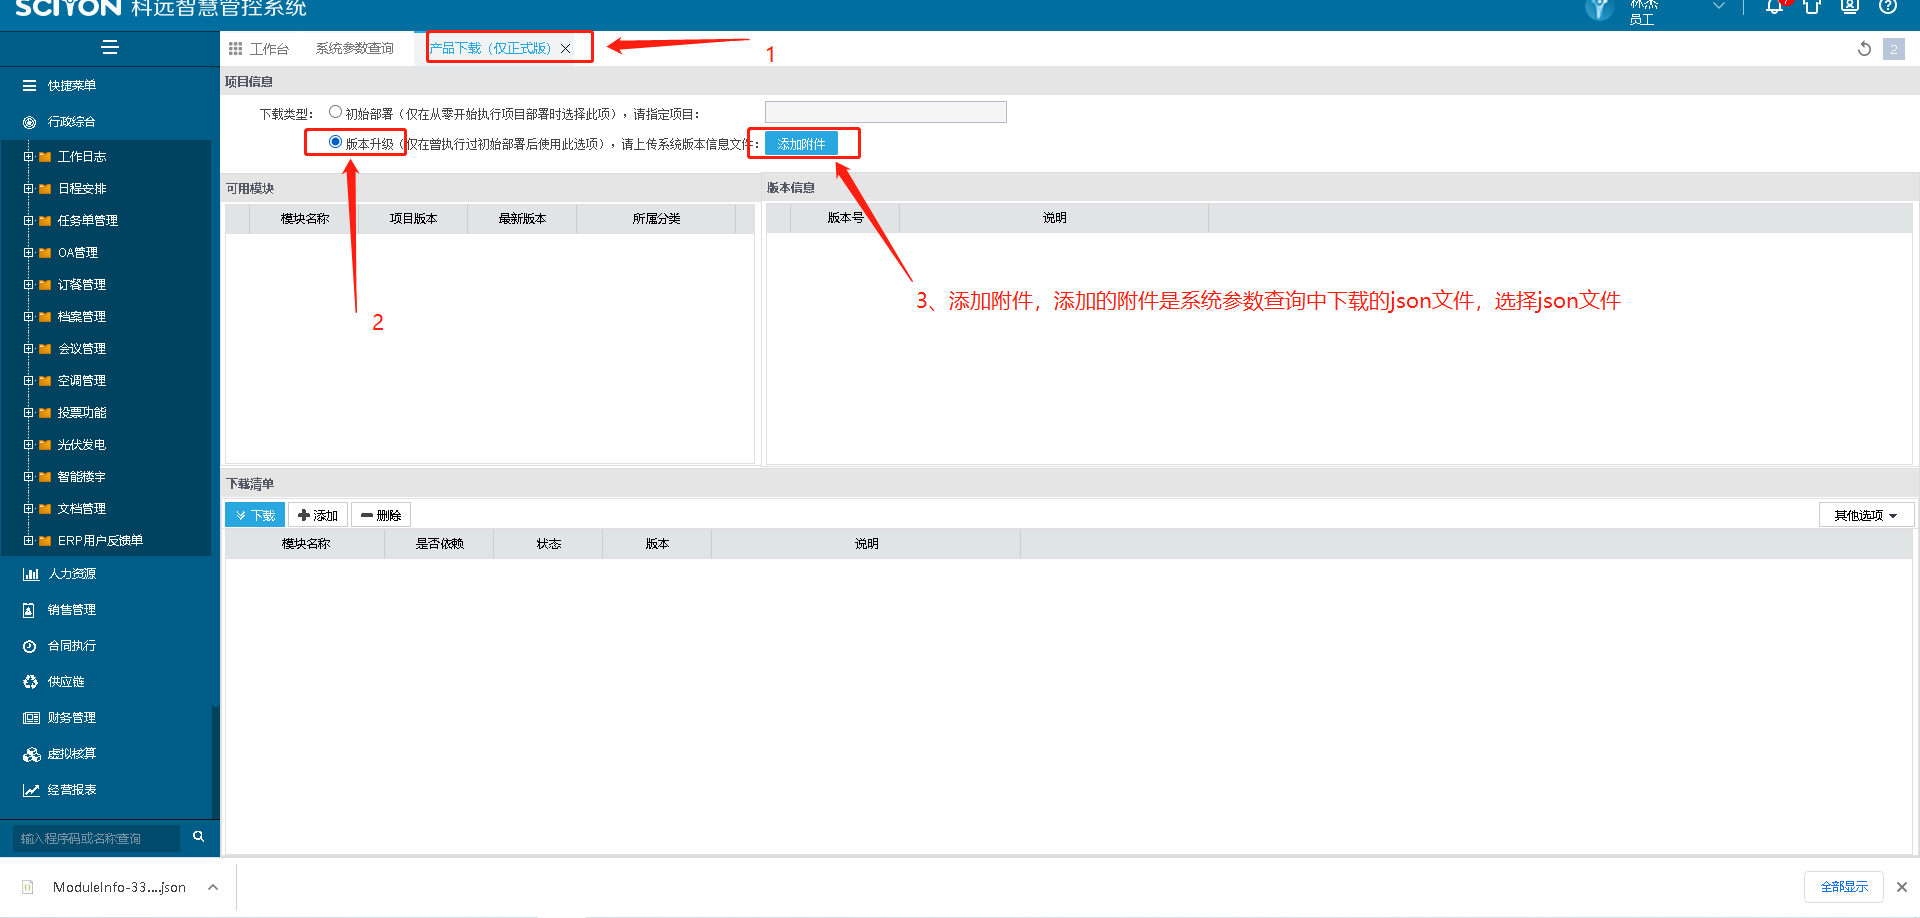 SCIYON 科远智慧管控系统
林杰
员工
工作台
系统参数查询
产品下载（仅正式版）
1
2
快捷菜单
行政综合
工作日志
日程安排
任务单管理
OA管理
订餐管理
档案管理
会议管理
空调管理
投票功能
光伏发电
智能楼宇
文档管理
ERP用户反馈单
人力资源
销售管理
合同执行
供应链
财务管理
虚拟核算
经营报表
输入程序码或名称查询
项目信息
下载类型：
初始部署（仅在从零开始执行项目部署时选择此项），请指定项目：
版本升级（仅在曾执行过初始部署后使用此选项），请上传系统版本信息文件：
添加附件
可用模块
模块名称 项目版本 最新版本 所属分类
2
版本信息
版本号 说明
3、添加附件，添加的附件是系统参数查询中下载的json文件，选择json文件
下载清单
下载 添加 删除
其他选项
模块名称 是否依赖 状态 版本 说明
ModuleInfo-33....json
全部显示